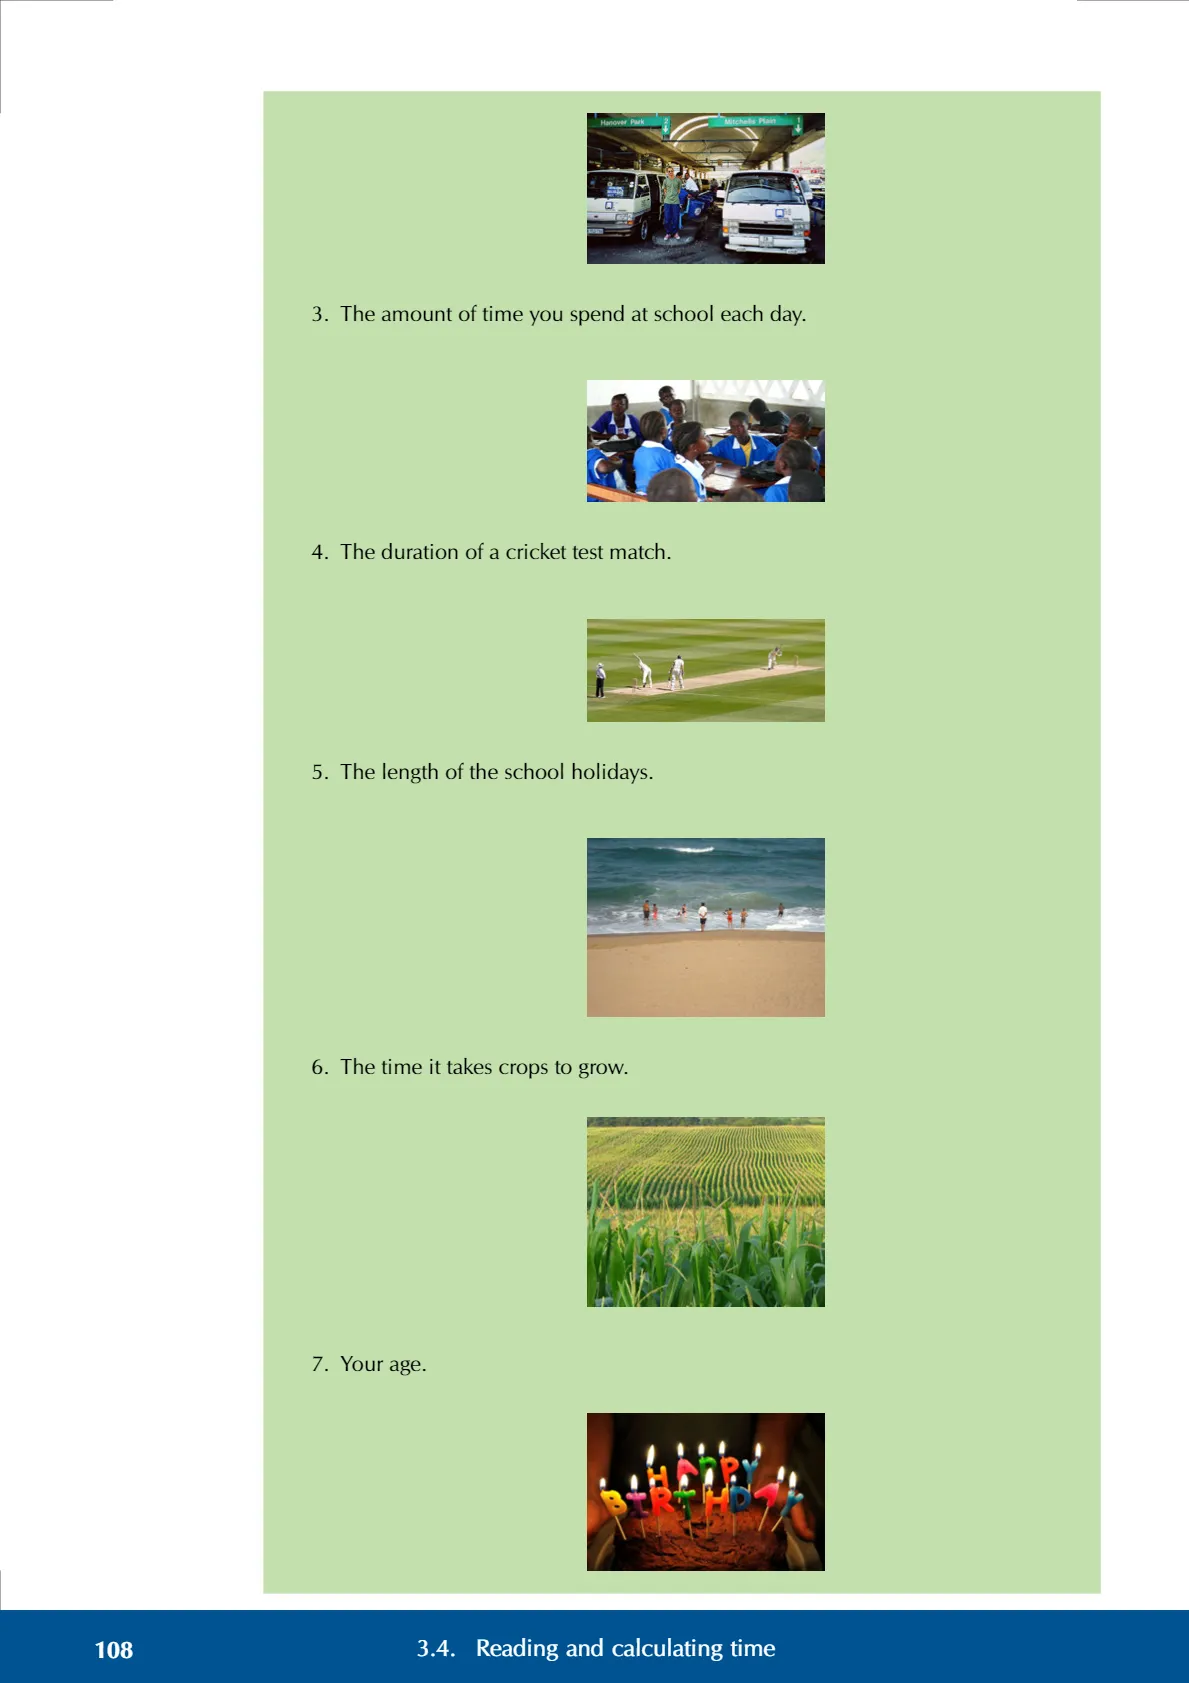 Hanover Park 2
Mitchells Plain 1
3. The amount of time you spend at school each day.
4. The duration of a cricket test match.
5. The length of the school holidays.
6. The time it takes crops to grow.
7. Your age.
HAPPY
BIRTHDAY
108 3.4. Reading and calculating time